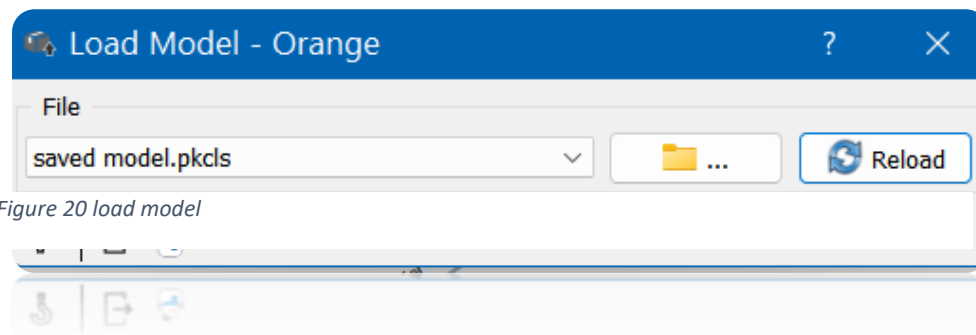 Load Model - Orange
File
saved model.pkcls
... Reload
Figure 20 load model